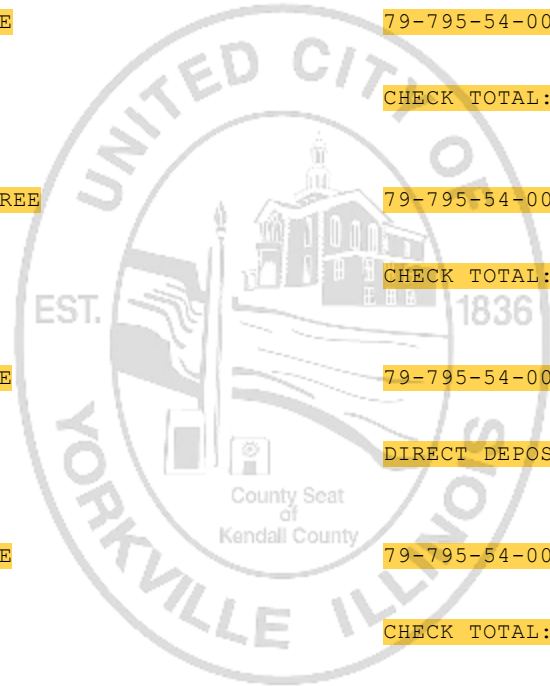 E 79-795-54-00
CHECK TOTAL:
REE 79-795-54-00
CHECK TOTAL:
E 79-795-54-00
DIRECT DEPOS
E 79-795-54-00
CHECK TOTAL:
UNITED CITY OF
EST. 1836
County Seat
of
Kendall County
YORKVILLE ILLINOIS